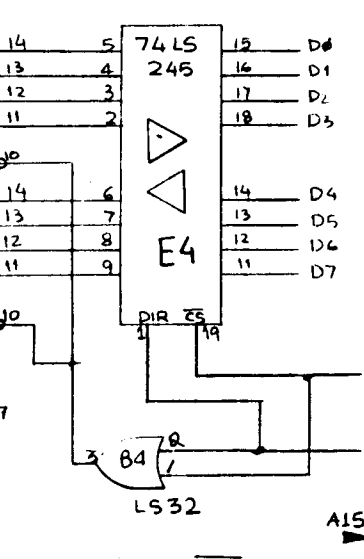 14 5 74LS 15 D0
13 4 245 16 D1
12 3 17 D2
11 2 18 D3
10
14 6 14 D4
13 7 13 D5
12 8 E4 12 D6
11 9 11 D7
10 DIR CS
1 19
7
3 B4 2
1
LS32
A15